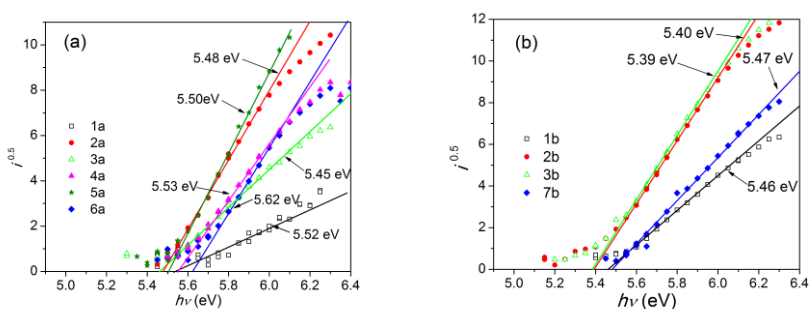 (a)
10
8
6
4
2
0
i^0.5
5.48 eV
5.50eV
5.53 eV
5.62 eV
5.45 eV
5.52 eV
1a
2a
3a
4a
5a
6a
5.0 5.2 5.4 5.6 5.8 6.0 6.2 6.4
hν (eV)
(b)
12
10
8
6
4
2
0
i^0.5
5.40 eV
5.39 eV
5.47 eV
5.46 eV
1b
2b
3b
7b
5.0 5.2 5.4 5.6 5.8 6.0 6.2 6.4
hν (eV)